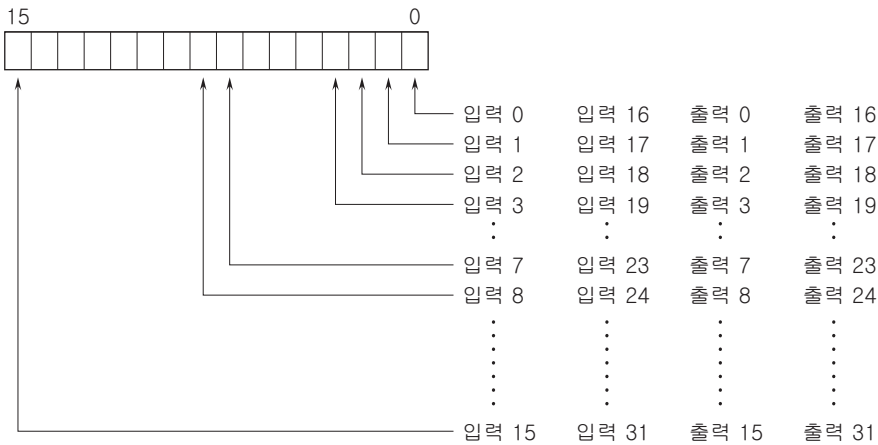 15 0
입력 0 입력 16 출력 0 출력 16
입력 1 입력 17 출력 1 출력 17
입력 2 입력 18 출력 2 출력 18
입력 3 입력 19 출력 3 출력 19
입력 7 입력 23 출력 7 출력 23
입력 8 입력 24 출력 8 출력 24
입력 15 입력 31 출력 15 출력 31